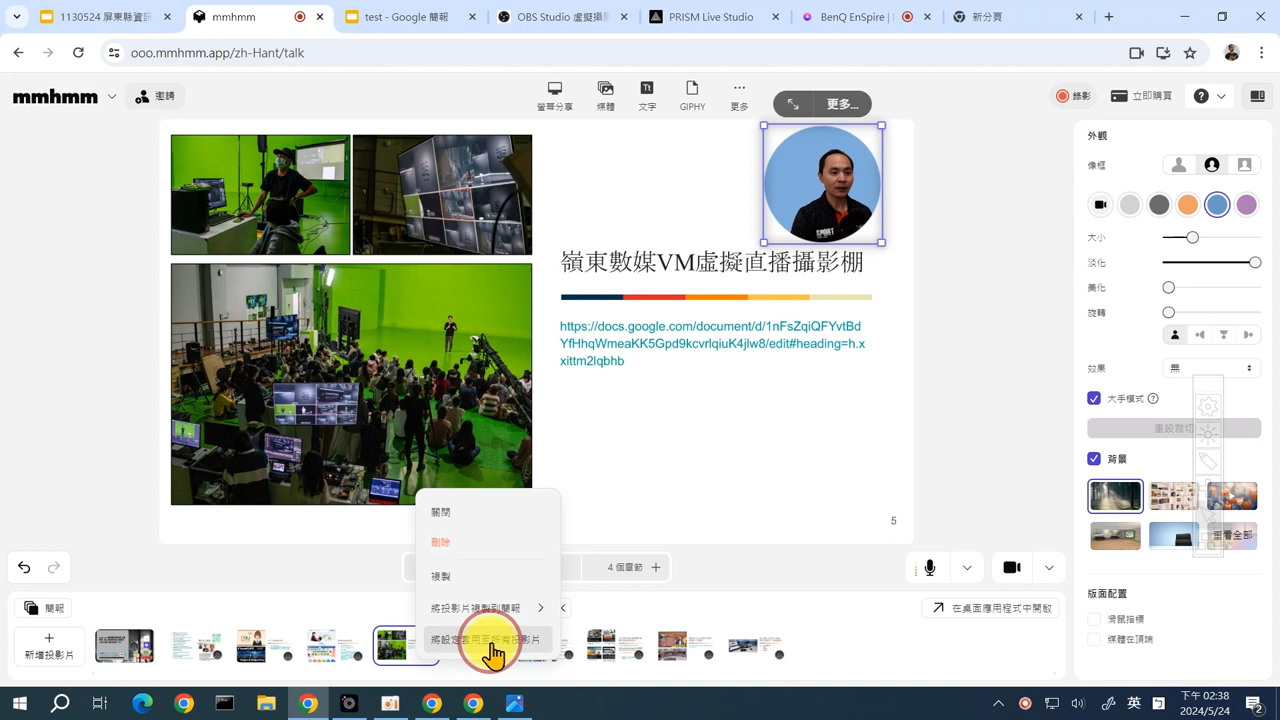 1130524 屏東縣資訊
mmhmm
test - Google 簡報
OBS Studio 虛擬攝影
PRISM Live Studio
BenQ EnSpire |
新分頁
ooo.mmhmm.app/zh-Hant/talk
mmhmm
邀請
螢幕分享
媒體
文字
GIPHY
更多
更多...
錄影
立即購買
嶺東數媒VM虛擬直播攝影棚
https://docs.google.com/document/d/1nFsZqiQFYvtBd
YfHhqWmeaKK5Gpd9kcvrlqiuK4jlw8/edit#heading=h.x
xittm2lqbhb
5
外觀
像框
大小
淡化
美化
旋轉
效果
無
大手模式
重設裁切
背景
查看全部
版面配置
滑鼠指標
媒體在頂端
關閉
刪除
複製
將投影片複製到簡報
將設定套用至所有投影片
4 個章節
簡報
在桌面應用程式中開啟
新增投影片
英
下午 02:38
2024/5/24
2